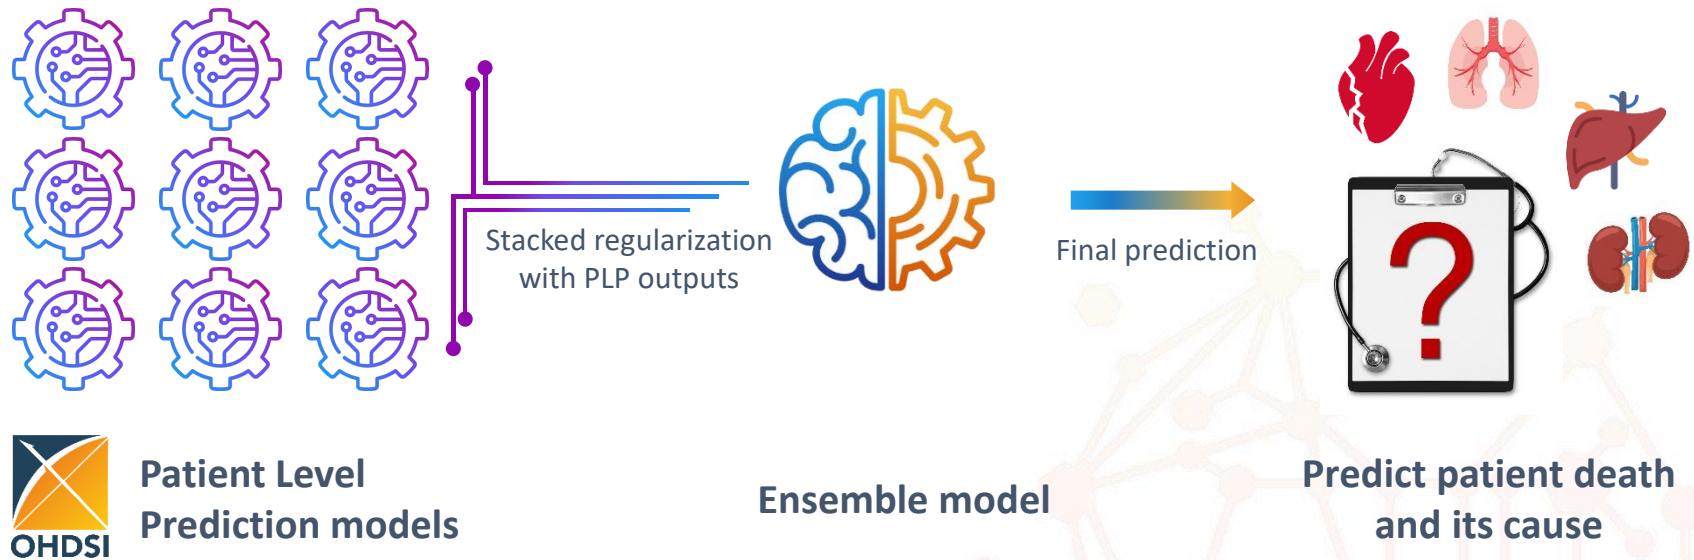 Stacked regularization
with PLP outputs
Final prediction
?
OHDSI
Patient Level
Prediction models
Ensemble model
Predict patient death
and its cause